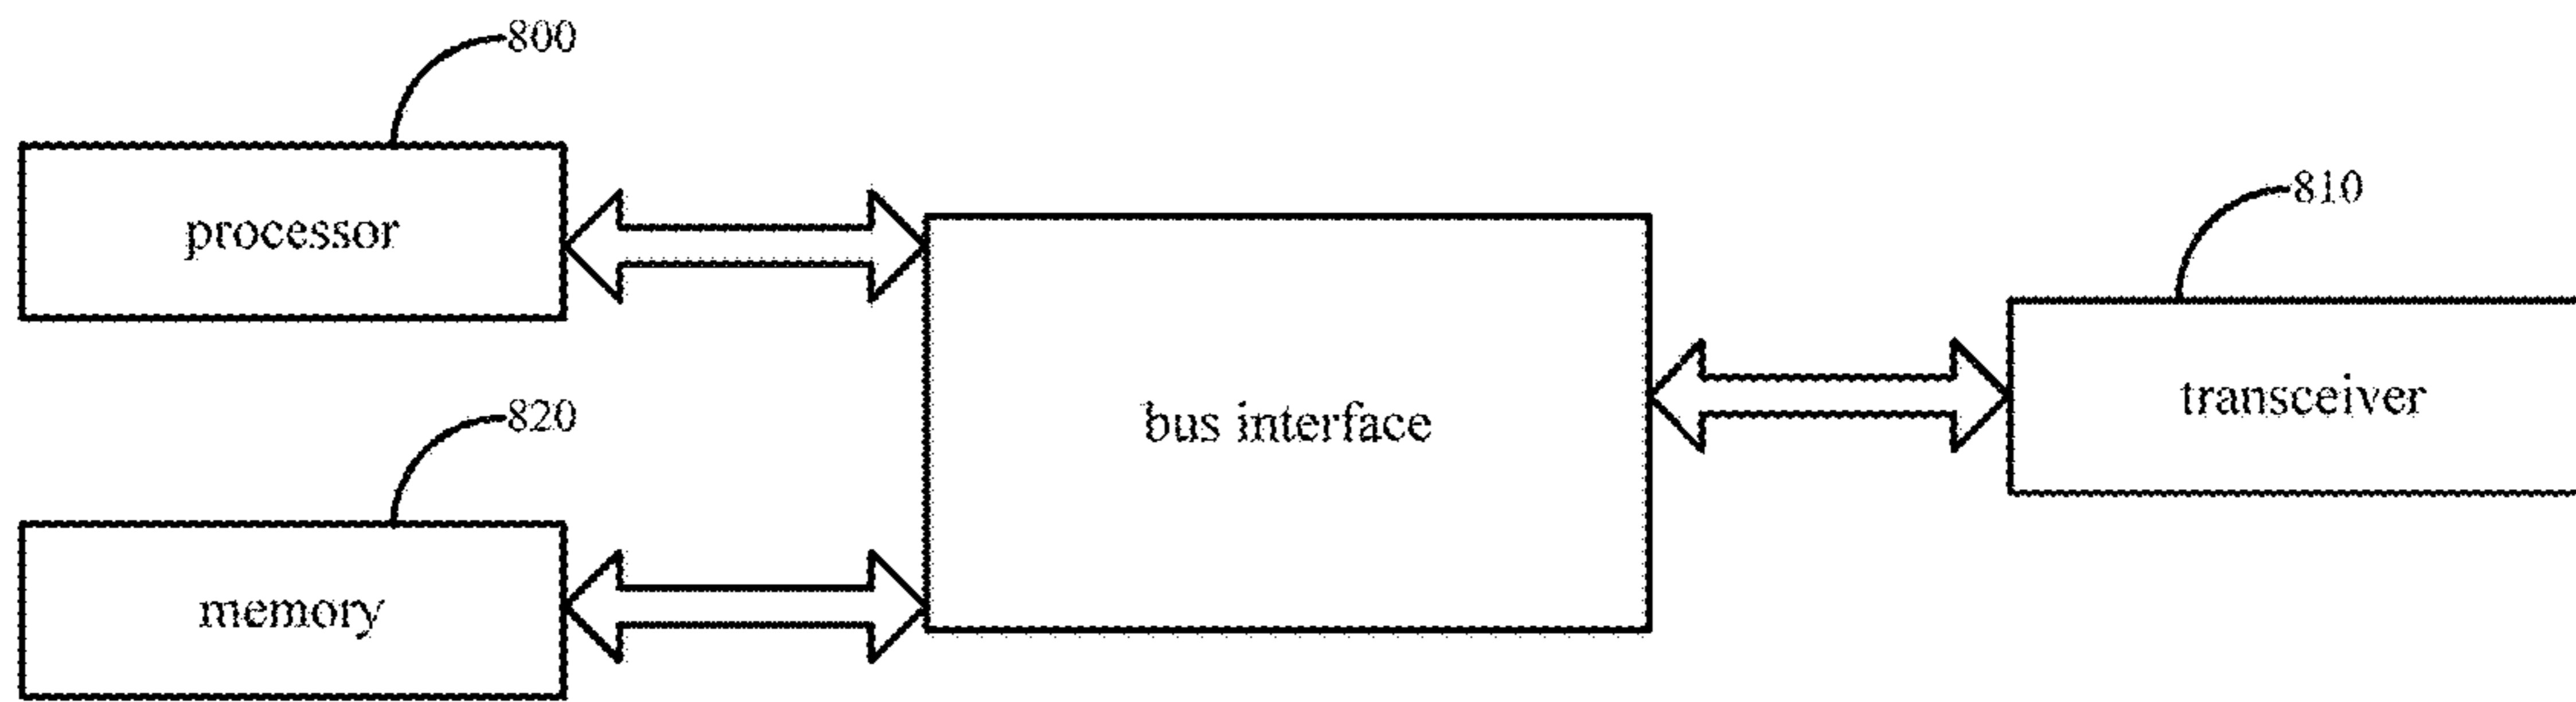 800
processor
810
bus interface
transceiver
820
memory